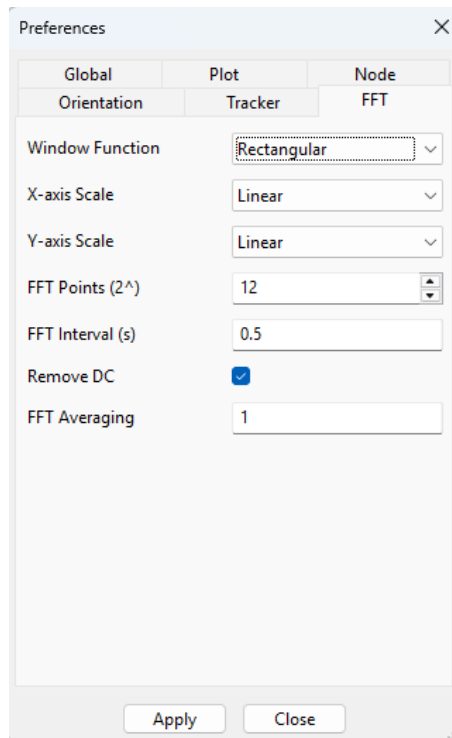 Preferences
Global Plot Node
Orientation Tracker FFT
Window Function Rectangular
X-axis Scale Linear
Y-axis Scale Linear
FFT Points (2^) 12
FFT Interval (s) 0.5
Remove DC
FFT Averaging 1
Apply Close